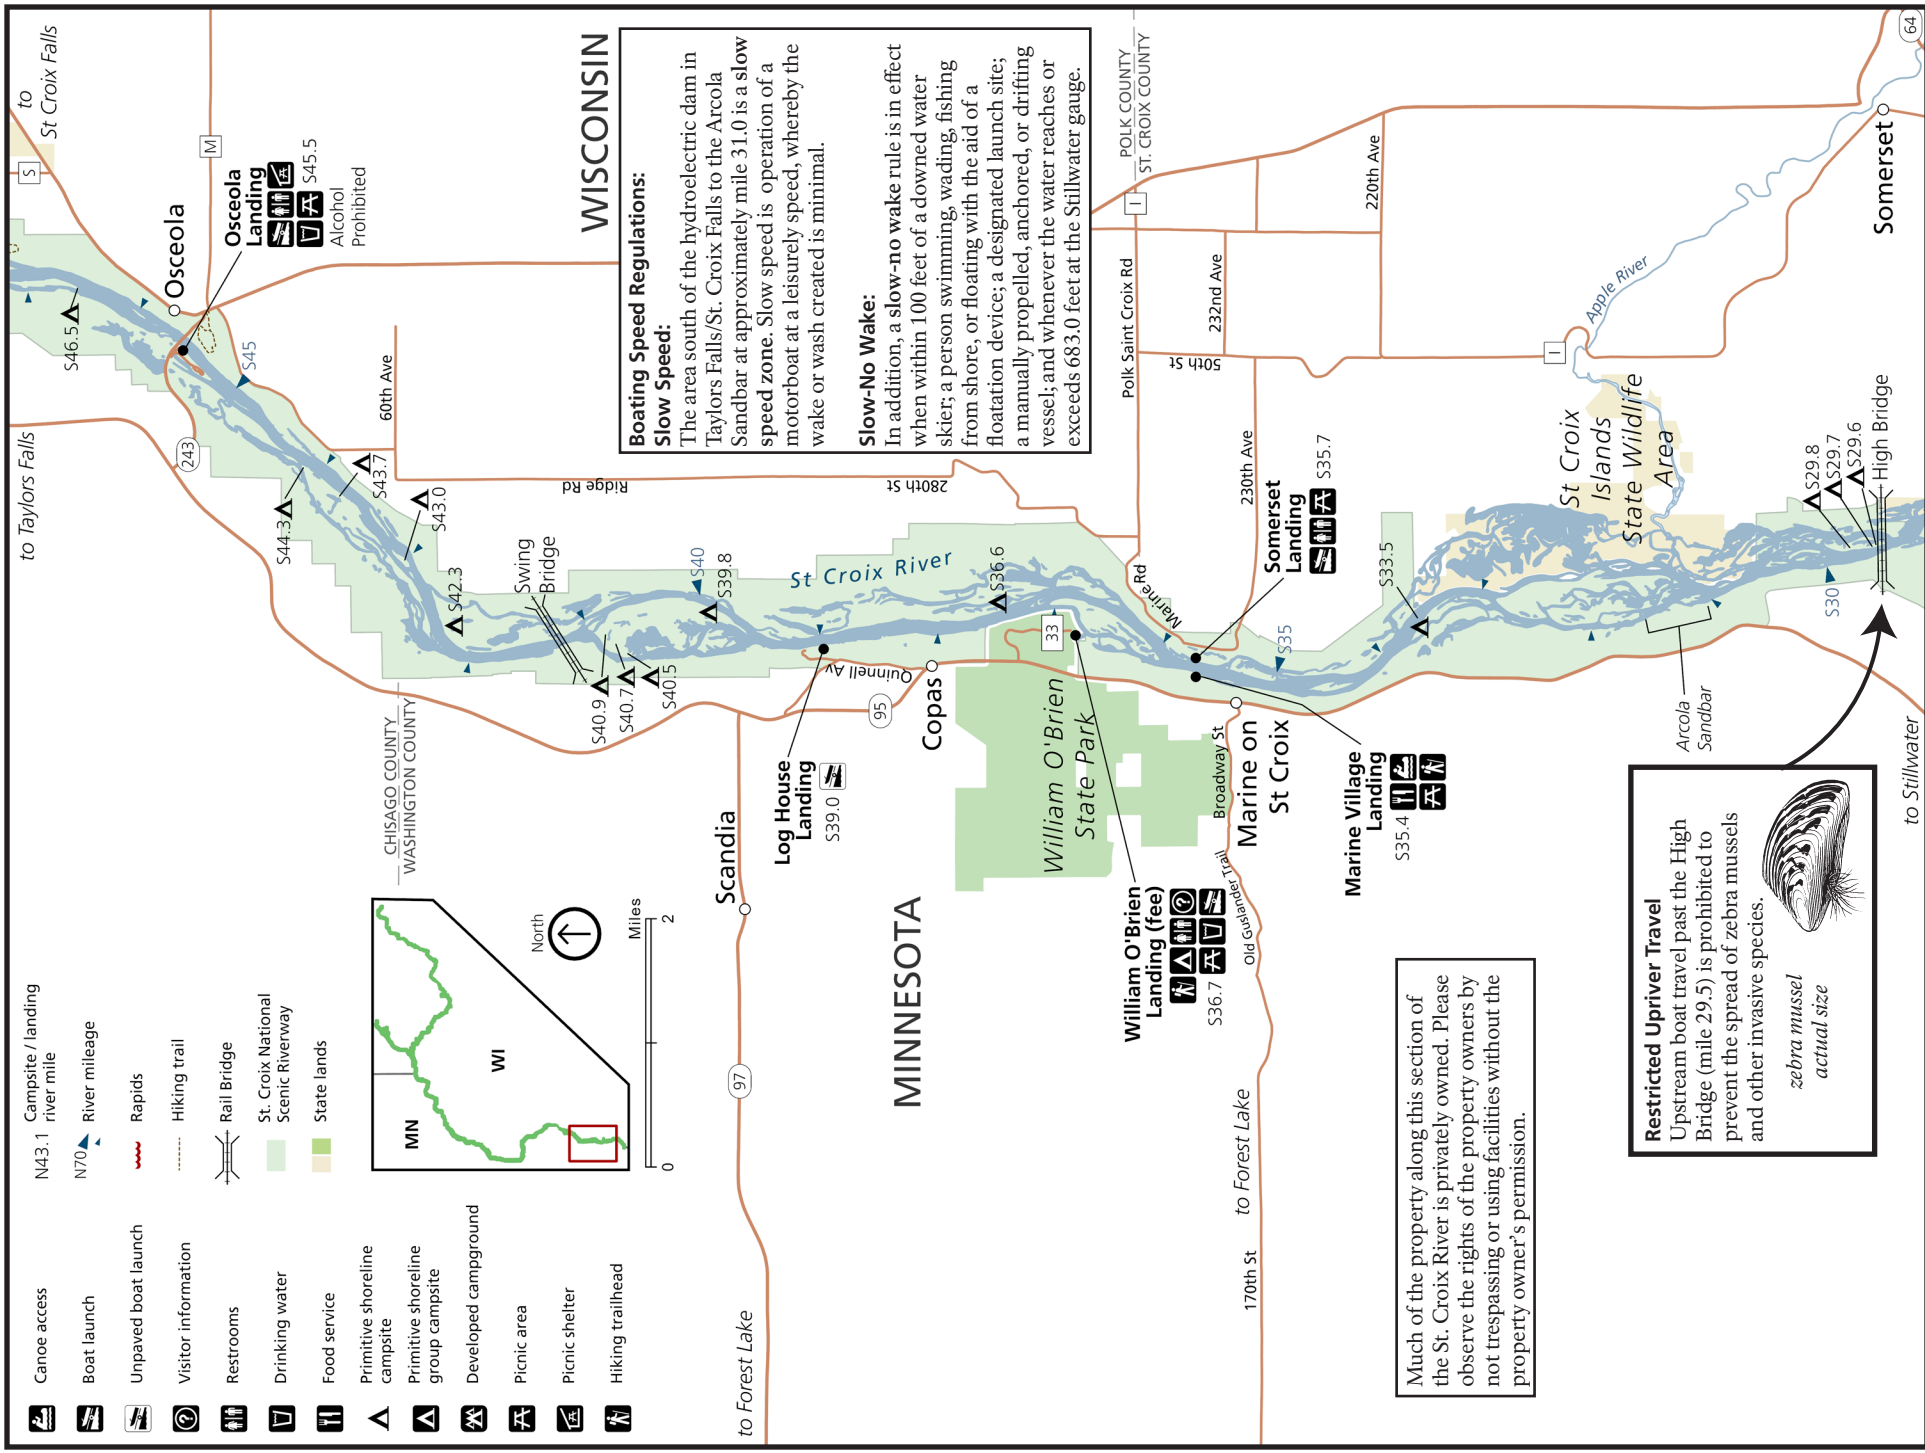 Canoe access
Boat launch
Unpaved boat launch
Visitor information
Restrooms
Drinking water
Food service
Primitive shoreline
campsite
Primitive shoreline
group campsite
Developed campground
Picnic area
Picnic shelter
Hiking trailhead
N43.1 Campsite / landing
river mile
N70 River mileage
Rapids
Hiking trail
Rail Bridge
St. Croix National
Scenic Riverway
State lands
MN
WI
North
Miles
0
2
to Taylors Falls
to
St Croix Falls
S
M
243
Osceola
Osceola
Landing
S45.5
Alcohol
Prohibited
S46.5
S45
S44.3
S43.7
S43.0
S42.3
60th Ave
Ridge Rd
280th St
CHISAGO COUNTY
WASHINGTON COUNTY
Swing
Bridge
S40.9
S40.7
S40.5
S40
S39.8
St Croix River
WISCONSIN
Boating Speed Regulations:
Slow Speed:
The area south of the hydroelectric dam in
Taylors Falls/St. Croix Falls to the Arcola
Sandbar at approximately mile 31.0 is a slow
speed zone. Slow speed is operation of a
motorboat at a leisurely speed, whereby the
wake or wash created is minimal.
Slow-No Wake:
In addition, a slow-no wake rule is in effect
when within 100 feet of a downed water
skier; a person swimming, wading, fishing
from shore, or floating with the aid of a
floatation device; a designated launch site;
a manually propelled, anchored, or drifting
vessel; and whenever the water reaches or
exceeds 683.0 feet at the Stillwater gauge.
to Forest Lake
97
Scandia
Log House
Landing
S39.0
Quinnell Av
95
Copas
MINNESOTA
William O'Brien
State Park
33
S36.6
William O'Brien
Landing (fee)
S36.7
POLK COUNTY
ST. CROIX COUNTY
I
Polk Saint Croix Rd
232nd Ave
50th St
230th Ave
220th Ave
Marine Rd
Somerset
Landing
S35.7
Broadway St
Old Guslander Trail
Marine on
St Croix
to Forest Lake
170th St
Marine Village
Landing
S35.4
S35
S33.5
Much of the property along this section of
the St. Croix River is privately owned. Please
observe the rights of the property owners by
not trespassing or using facilities without the
property owner's permission.
I
Apple River
St Croix
Islands
State Wildlife
Area
Somerset
64
Arcola
Sandbar
S30
S29.8
S29.7
S29.6
High Bridge
Restricted Upriver Travel
Upstream boat travel past the High
Bridge (mile 29.5) is prohibited to
prevent the spread of zebra mussels
and other invasive species.
zebra mussel
actual size
to Stillwater